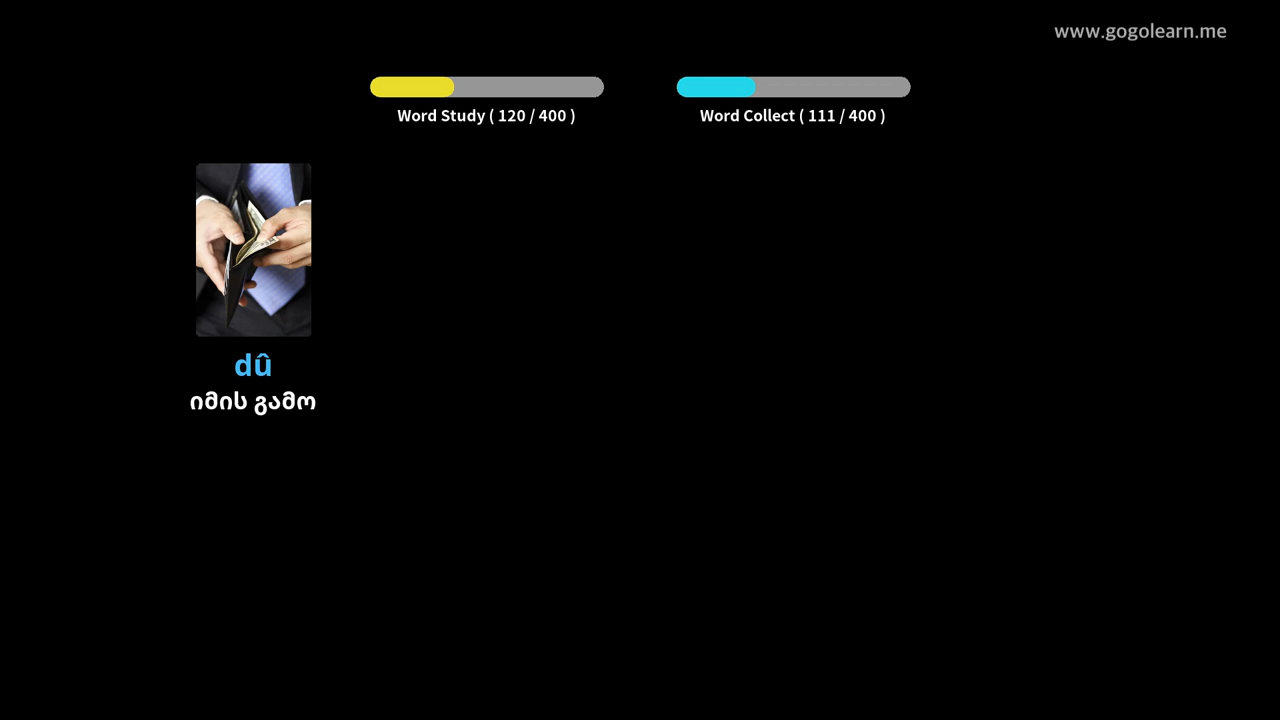 www.gogolearn.me
Word Study ( 120 / 400 )
Word Collect ( 111 / 400 )
dû
იმის გამო